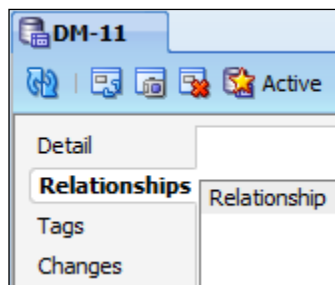 DM-11
Active
Detail
Relationships
Relationship
Tags
Changes